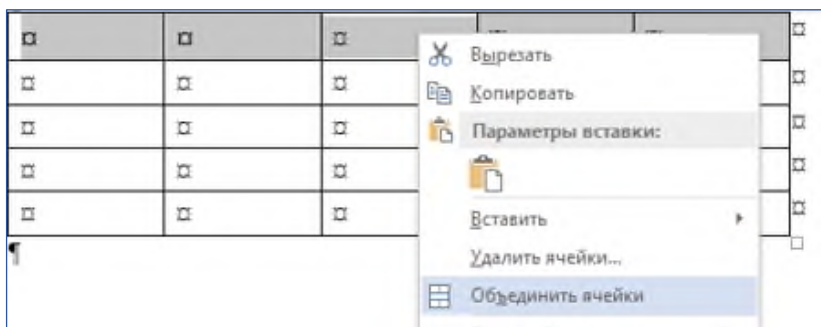 ¤ ¤ ¤ ¤
¤ ¤ ¤ ¤
¤ ¤ ¤ ¤
¤ ¤ ¤ ¤
¤ ¤ ¤ ¤
¶
Вырезать
Копировать
Параметры вставки:
Вставить
Удалить ячейки...
Объединить ячейки